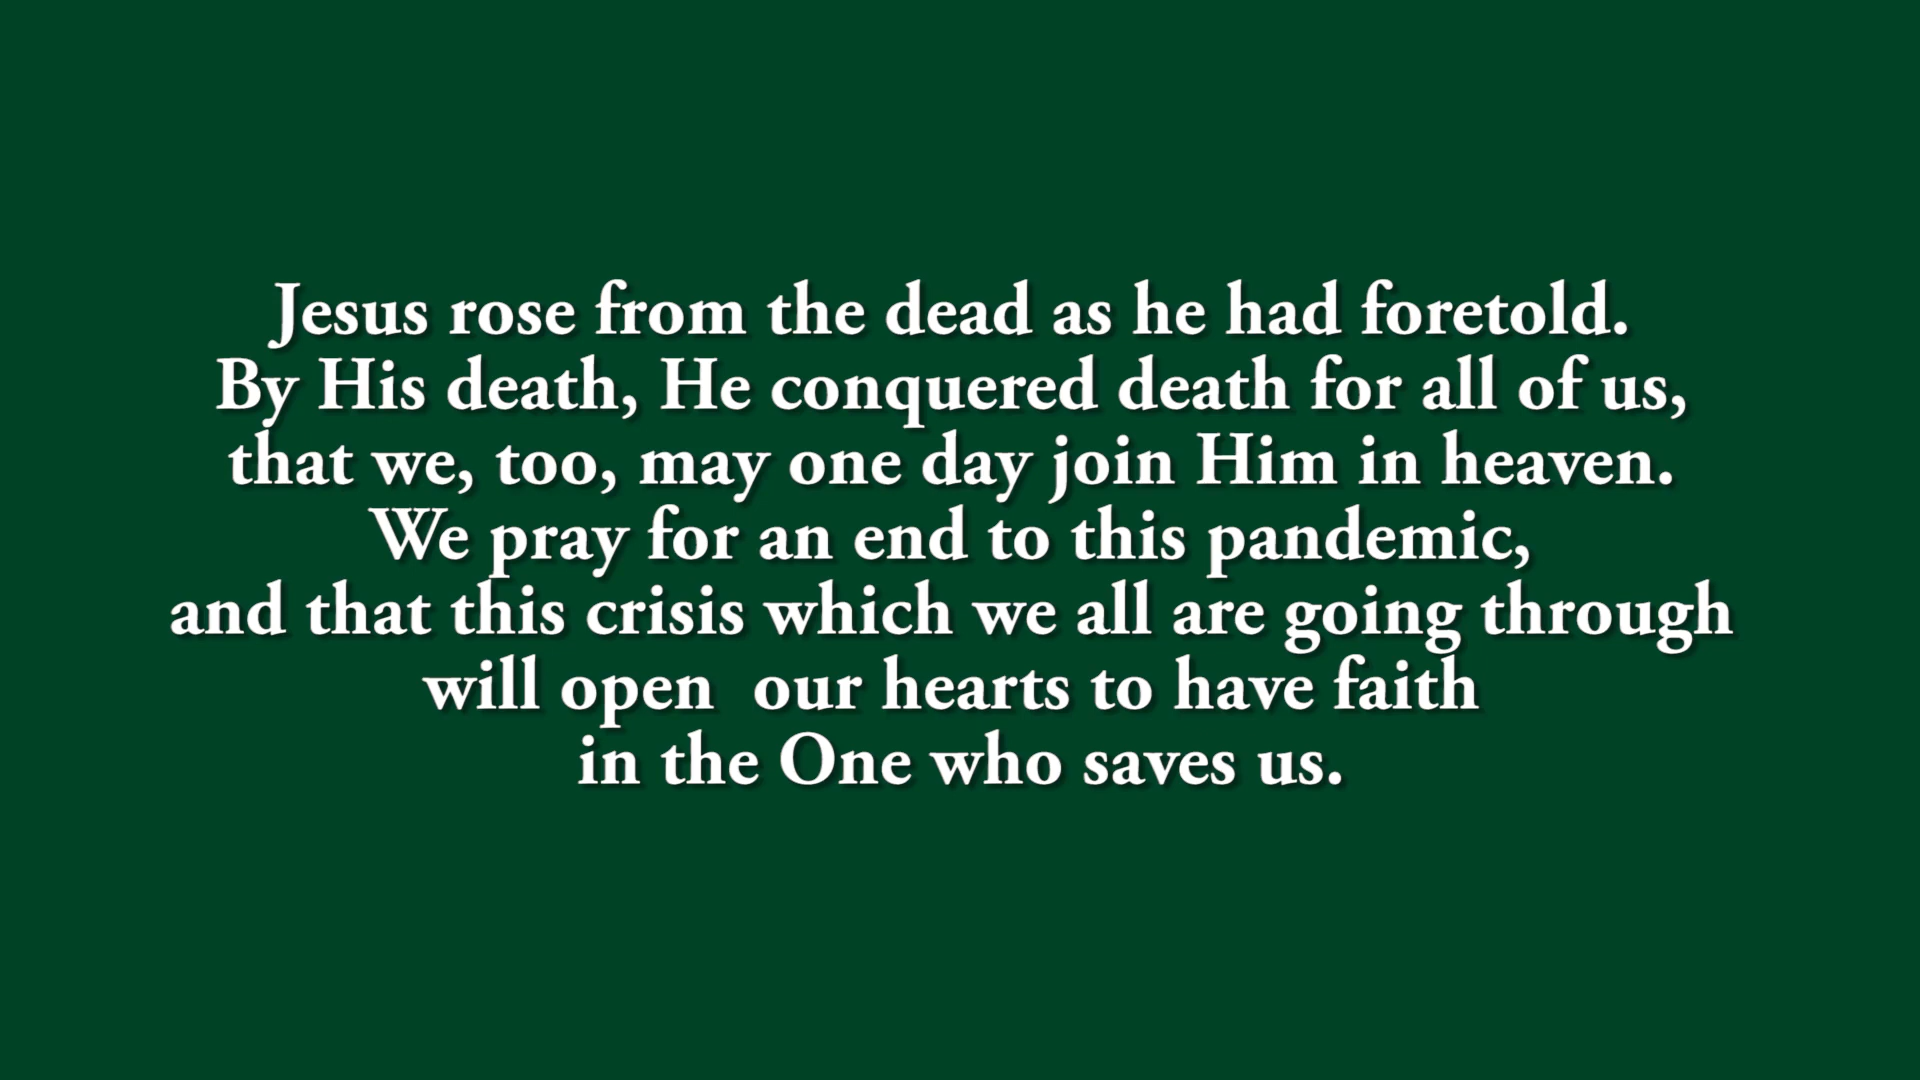 Jesus rose from the dead as he had foretold.
By His death, He conquered death for all of us,
that we, too, may one day join Him in heaven.
We pray for an end to this pandemic,
and that this crisis which we all are going through
will open  our hearts to have faith
in the One who saves us.